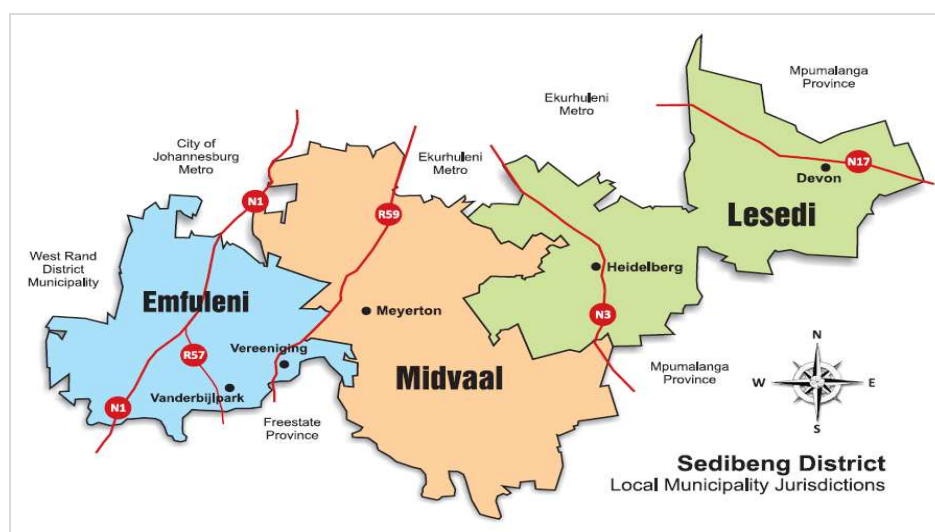 Mpumalanga
Province
Ekurhuleni
Metro
City of
Johannesburg
Metro
Ekurhuleni
Metro
N17
Devon
N1
R59
Lesedi
West Rand
District
Municipality
Heidelberg
Emfuleni
Meyerton
N3
R57
Vereeniging
Midvaal
Mpumalanga
Province
Vanderbijlpark
N1
Freestate
Province
N
W
E
S
Sedibeng District
Local Municipality Jurisdictions